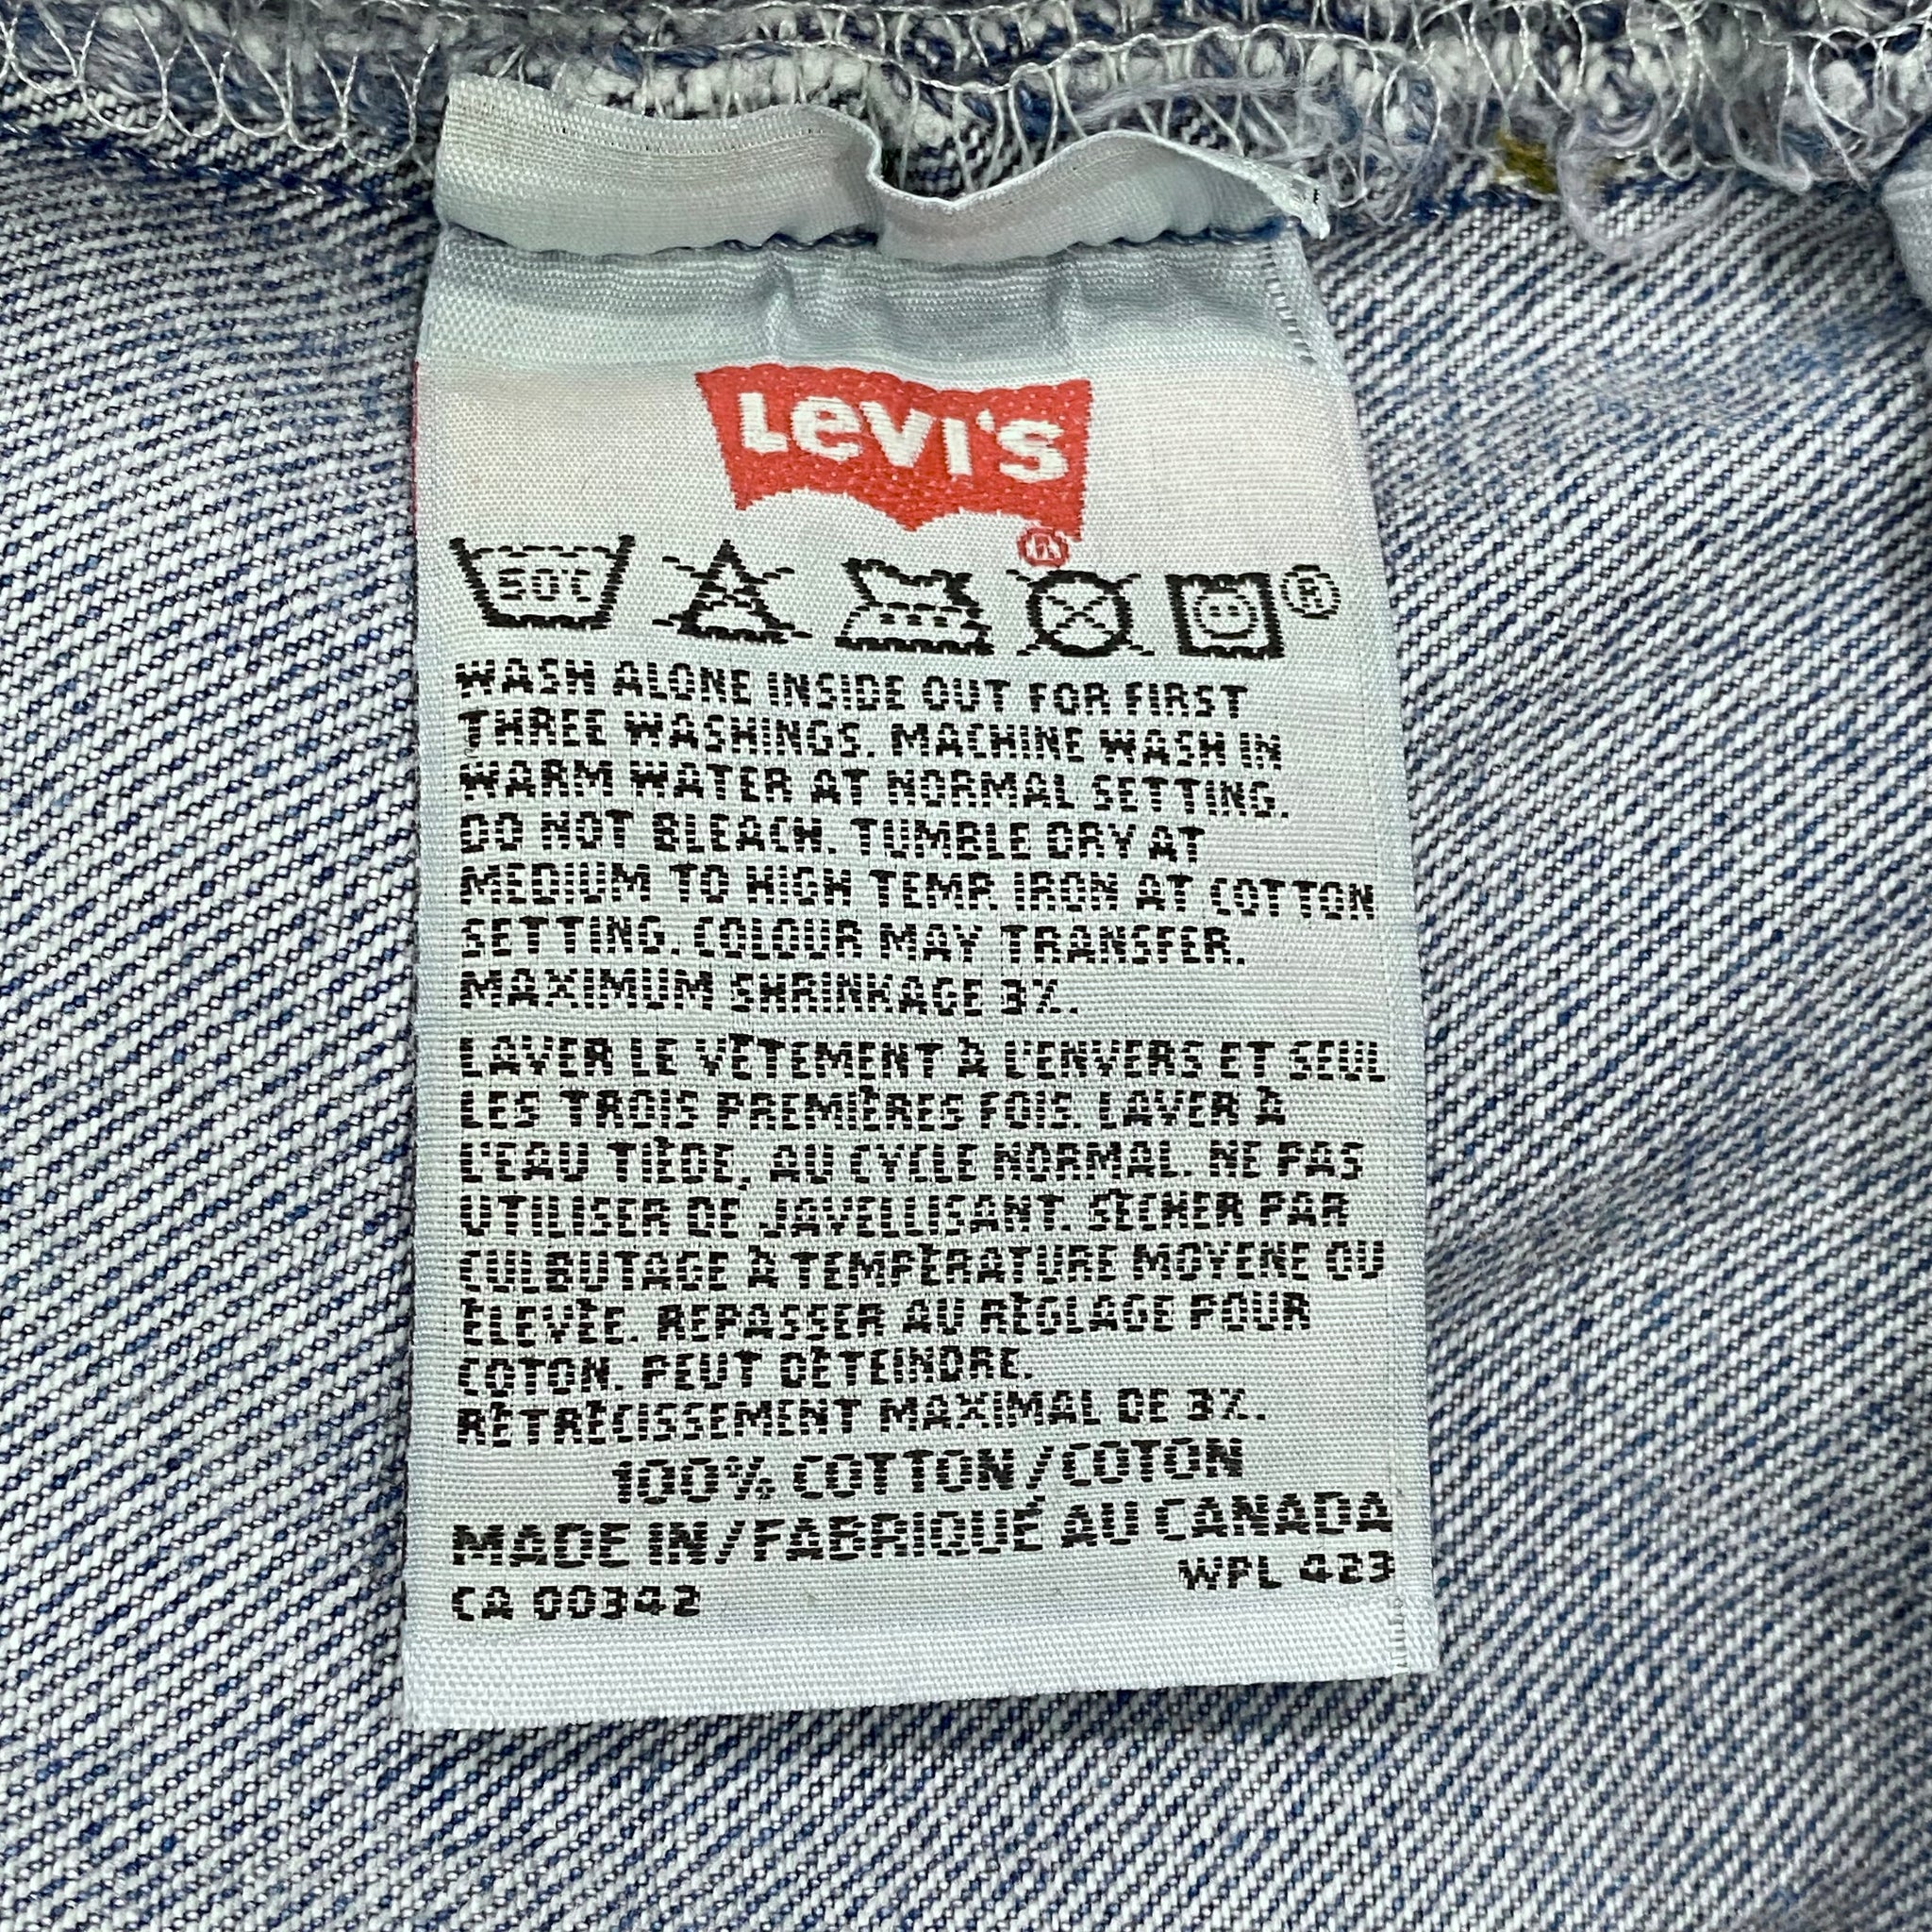 LEVI'S
®
50°C
®
WASH ALONE INSIDE OUT FOR FIRST
THREE WASHINGS. MACHINE WASH IN
WARM WATER AT NORMAL SETTING.
DO NOT BLEACH. TUMBLE DRY AT
MEDIUM TO HIGH TEMP. IRON AT COTTON
SETTING. COLOUR MAY TRANSFER.
MAXIMUM SHRINKAGE 3%.
LAVER LE VÊTEMENT À L'ENVERS ET SEUL
LES TROIS PREMIÈRES FOIS. LAVER À
L'EAU TIÈDE, AU CYCLE NORMAL. NE PAS
UTILISER DE JAVELLISANT. SÉCHER PAR
CULBUTAGE À TEMPÉRATURE MOYENE OU
ÉLEVÉE. REPASSER AU RÉGLAGE POUR
COTON. PEUT DÉTEINDRE.
RÉTRÉCISSEMENT MAXIMAL DE 3%.
100% COTTON/COTON
MADE IN/FABRIQUÉ AU CANADA
WPL 423
CA 00342